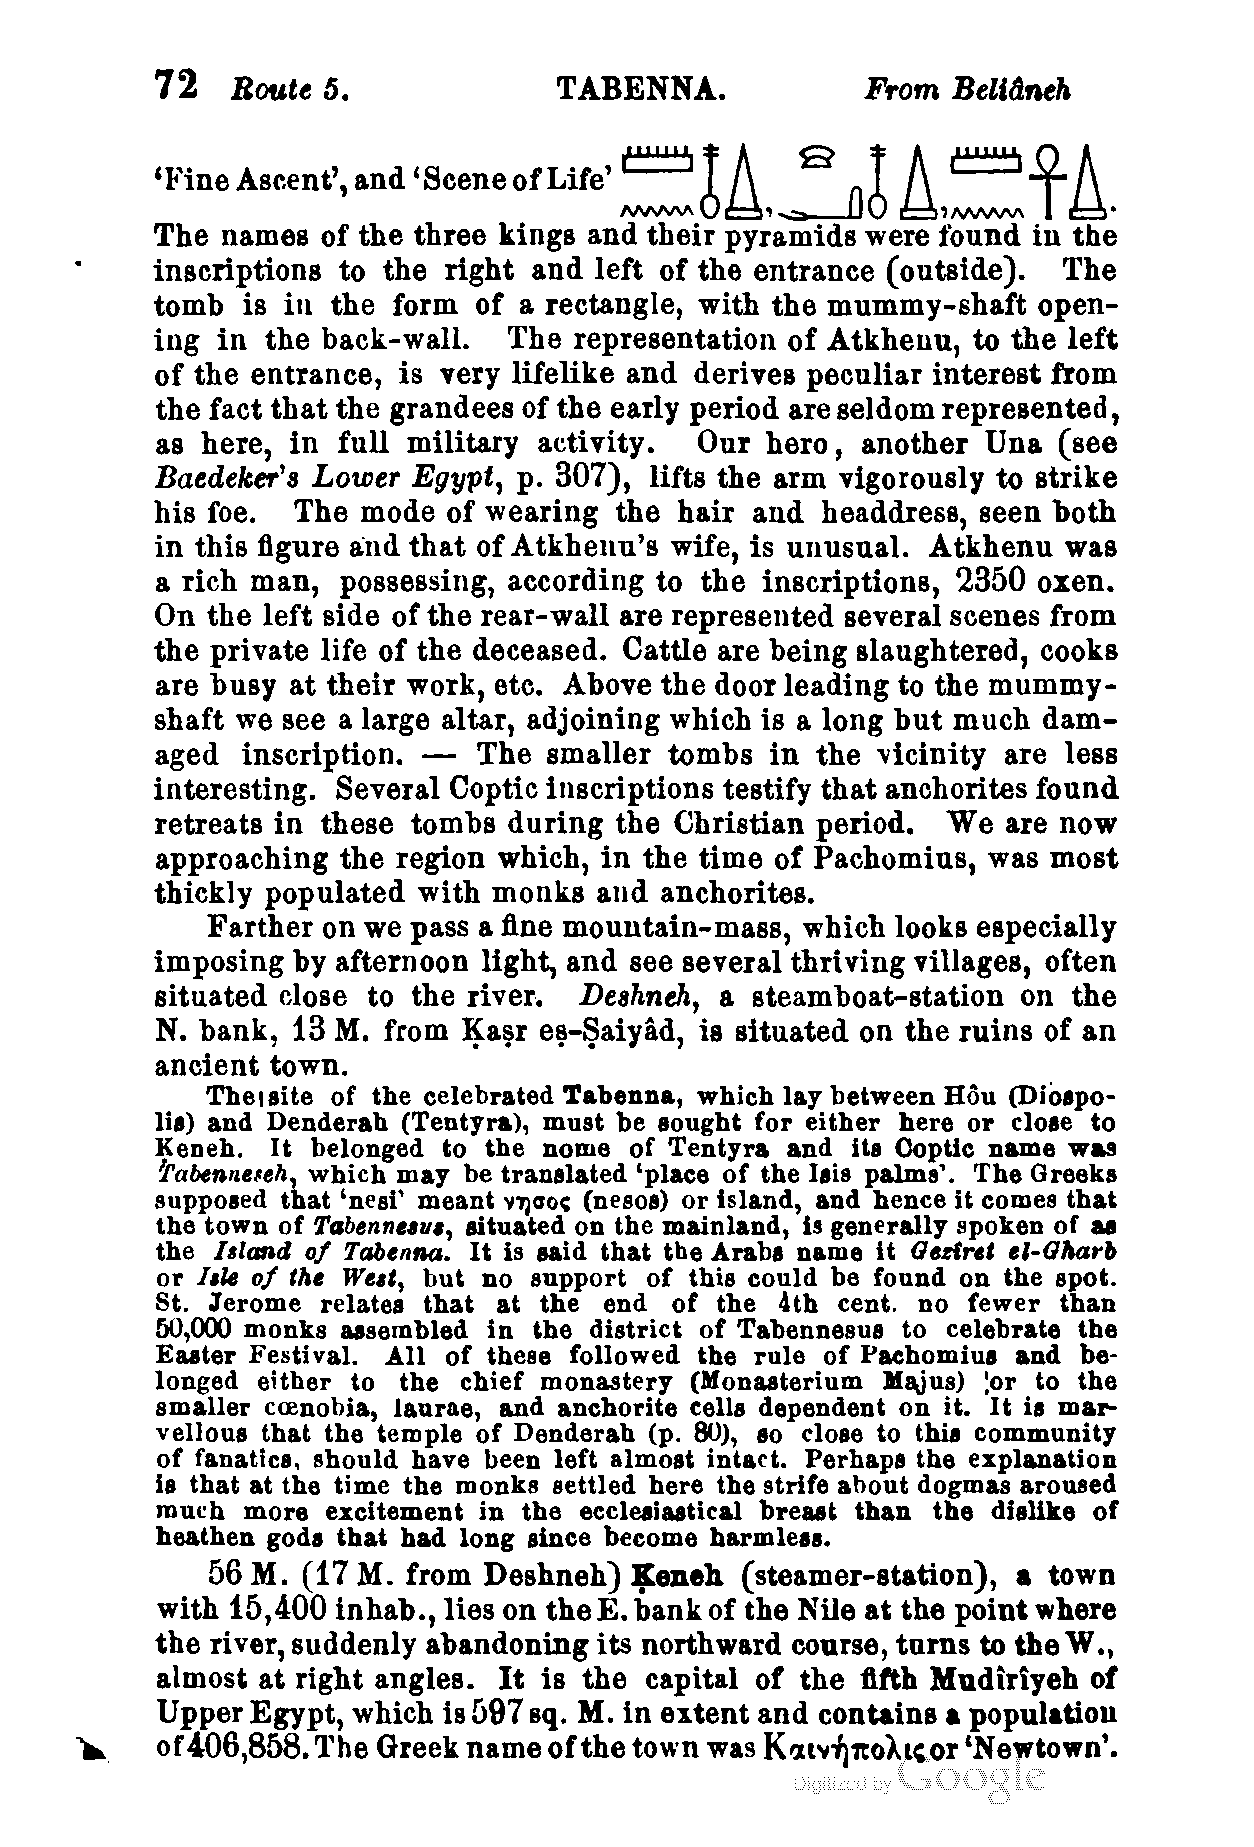 72 Route 5. TABENNA. From Beliâneh
‘Fine Ascent’, and ‘Scene of Life’
The names of the three kings and their pyramids were found in the
inscriptions to the right and left of the entrance (outside). The
tomb is in the form of a rectangle, with the mummy-shaft open-
ing in the back-wall. The representation of Atkhenu, to the left
of the entrance, is very lifelike and derives peculiar interest from
the fact that the grandees of the early period are seldom represented,
as here, in full military activity. Our hero, another Una (see
Baedeker’s Lower Egypt, p. 307), lifts the arm vigorously to strike
his foe. The mode of wearing the hair and headdress, seen both
in this figure and that of Atkhenu’s wife, is unusual. Atkhenu was
a rich man, possessing, according to the inscriptions, 2350 oxen.
On the left side of the rear-wall are represented several scenes from
the private life of the deceased. Cattle are being slaughtered, cooks
are busy at their work, etc. Above the door leading to the mummy-
shaft we see a large altar, adjoining which is a long but much dam-
aged inscription. — The smaller tombs in the vicinity are less
interesting. Several Coptic inscriptions testify that anchorites found
retreats in these tombs during the Christian period. We are now
approaching the region which, in the time of Pachomius, was most
thickly populated with monks and anchorites.
Farther on we pass a fine mountain-mass, which looks especially
imposing by afternoon light, and see several thriving villages, often
situated close to the river. Deshneh, a steamboat-station on the
N. bank, 13 M. from Ḳaṣr eṣ-Ṣaiyâd, is situated on the ruins of an
ancient town.
The site of the celebrated Tabenna, which lay between Hôu (Diospo-
lis) and Denderah (Tentyra), must be sought for either here or close to
Ḳeneh. It belonged to the nome of Tentyra and its Coptic name was
Tabenneseh, which may be translated ‘place of the Isis palms’. The Greeks
supposed that ‘nesi’ meant νησος (nesos) or island, and hence it comes that
the town of Tabennesus, situated on the mainland, is generally spoken of as
the Island of Tabenna. It is said that the Arabs name it Gezîret el-Gharb
or Isle of the West, but no support of this could be found on the spot.
St. Jerome relates that at the end of the 4th cent. no fewer than
50,000 monks assembled in the district of Tabennesus to celebrate the
Easter Festival. All of these followed the rule of Pachomius and be-
longed either to the chief monastery (Monasterium Majus) or to the
smaller cœnobia, laurae, and anchorite cells dependent on it. It is mar-
vellous that the temple of Denderah (p. 80), so close to this community
of fanatics, should have been left almost intact. Perhaps the explanation
is that at the time the monks settled here the strife about dogmas aroused
much more excitement in the ecclesiastical breast than the dislike of
heathen gods that had long since become harmless.
56 M. (17 M. from Deshneh) Ḳeneh (steamer-station), a town
with 15,400 inhab., lies on the E. bank of the Nile at the point where
the river, suddenly abandoning its northward course, turns to the W.,
almost at right angles. It is the capital of the fifth Mudîrîyeh of
Upper Egypt, which is 597 sq. M. in extent and contains a population
of 406,858. The Greek name of the town was Καινήπολις or ‘Newtown’.
Digitized by Google